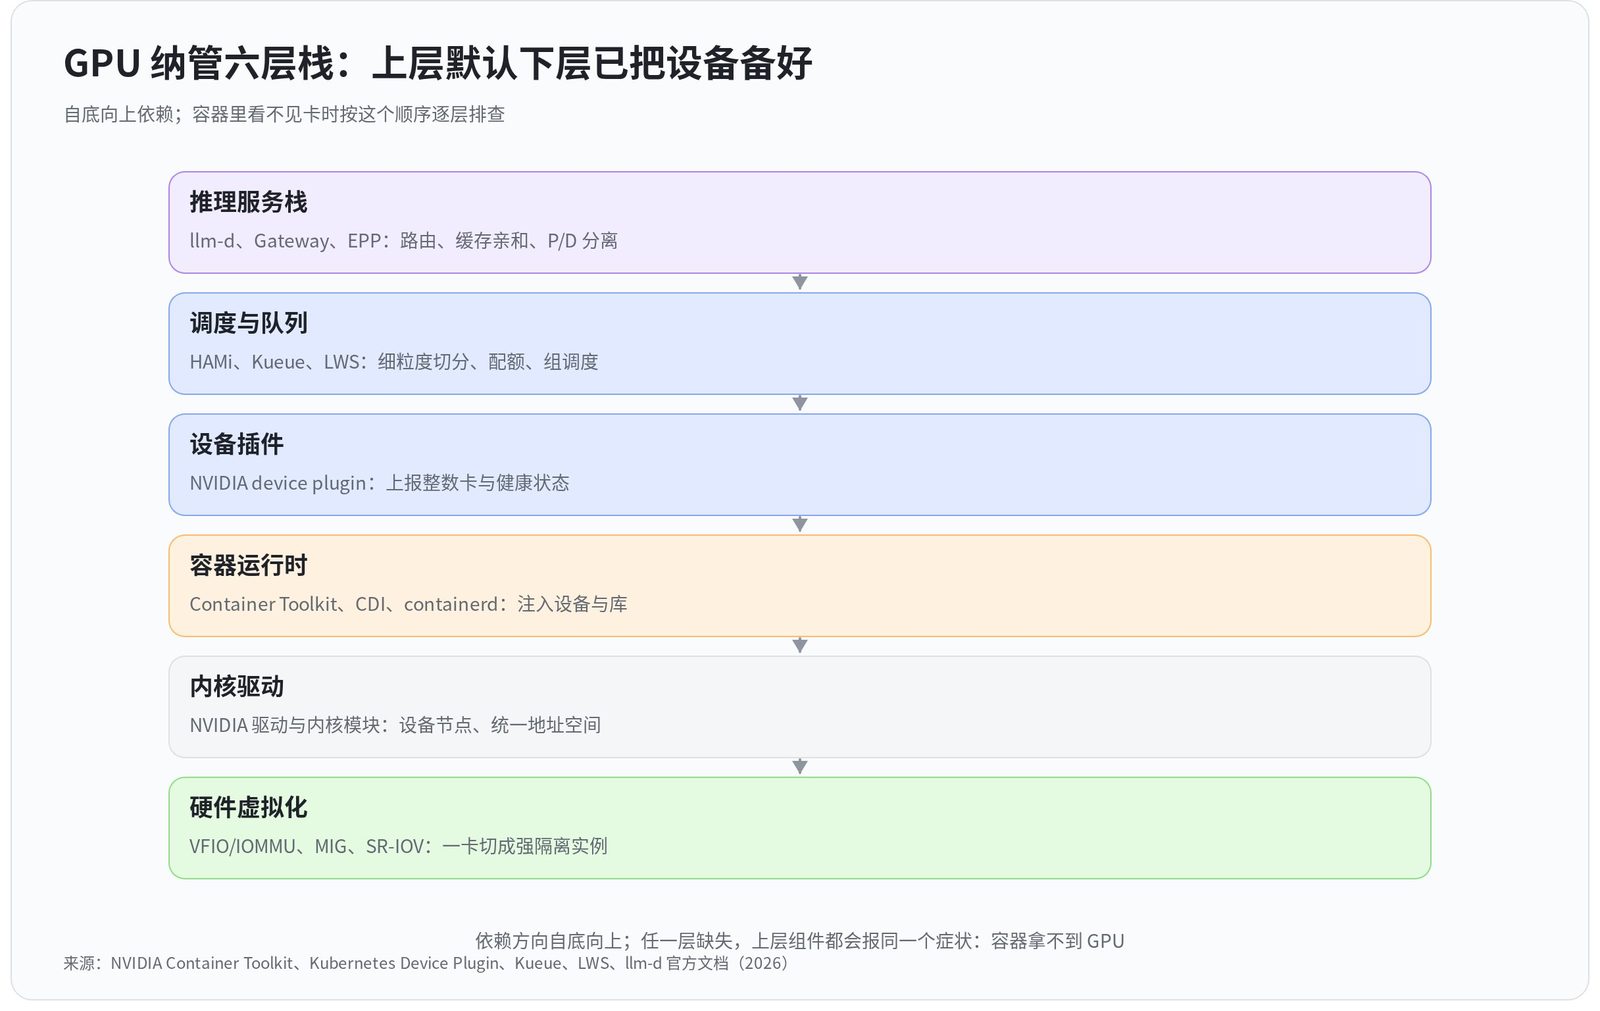 GPU 纳管六层栈：上层默认下层已把设备备好
自底向上依赖；容器里看不见卡时按这个顺序逐层排查
推理服务栈
llm-d、Gateway、EPP：路由、缓存亲和、P/D 分离
调度与队列
HAMi、Kueue、LWS：细粒度切分、配额、组调度
设备插件
NVIDIA device plugin：上报整数卡与健康状态
容器运行时
Container Toolkit、CDI、containerd：注入设备与库
内核驱动
NVIDIA 驱动与内核模块：设备节点、统一地址空间
硬件虚拟化
VFIO/IOMMU、MIG、SR-IOV：一卡切成强隔离实例
依赖方向自底向上；任一层缺失，上层组件都会报同一个症状：容器拿不到 GPU
来源：NVIDIA Container Toolkit、Kubernetes Device Plugin、Kueue、LWS、llm-d 官方文档（2026）